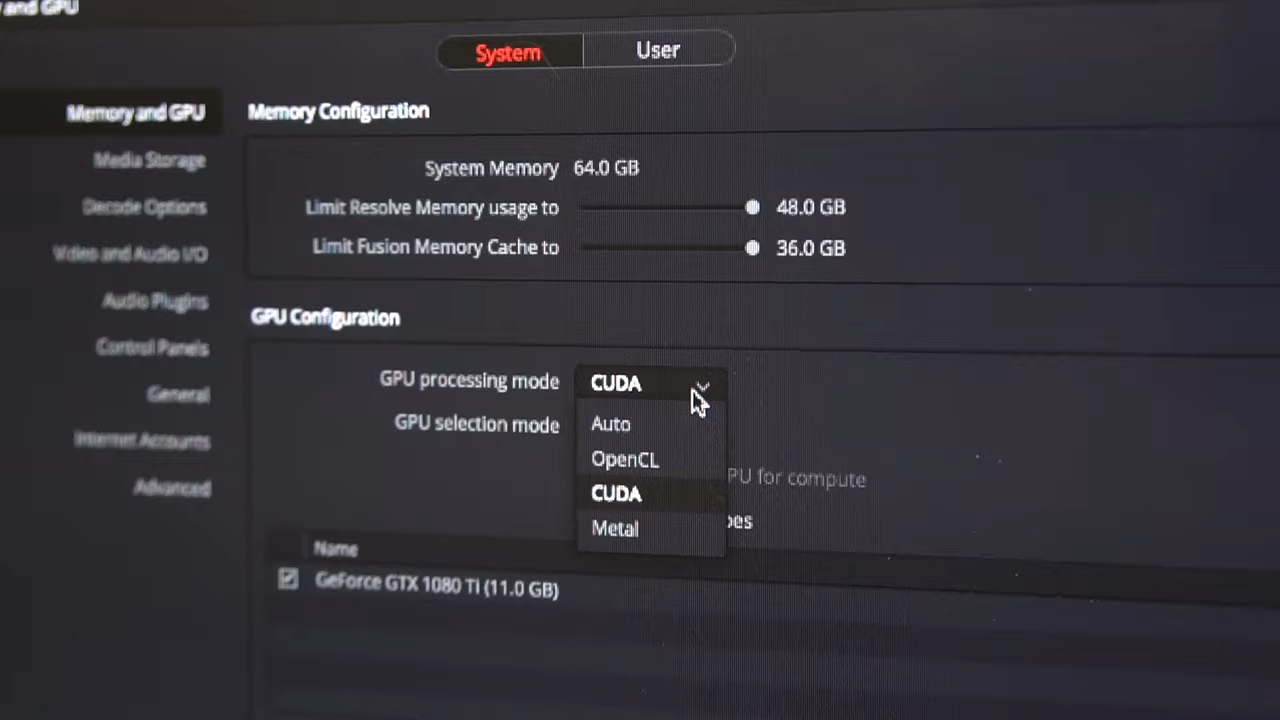 and GPU
System
User
Memory and GPU
Media Storage
Decode Options
Video and Audio I/O
Audio Plugins
Control Panels
General
Internet Accounts
Advanced
Memory Configuration
System Memory 64.0 GB
Limit Resolve Memory usage to 48.0 GB
Limit Fusion Memory Cache to 36.0 GB
GPU Configuration
GPU processing mode CUDA
GPU selection mode
Auto
OpenCL
CUDA
Metal
PU for compute
Name
GeForce GTX 1080 Ti (11.0 GB)